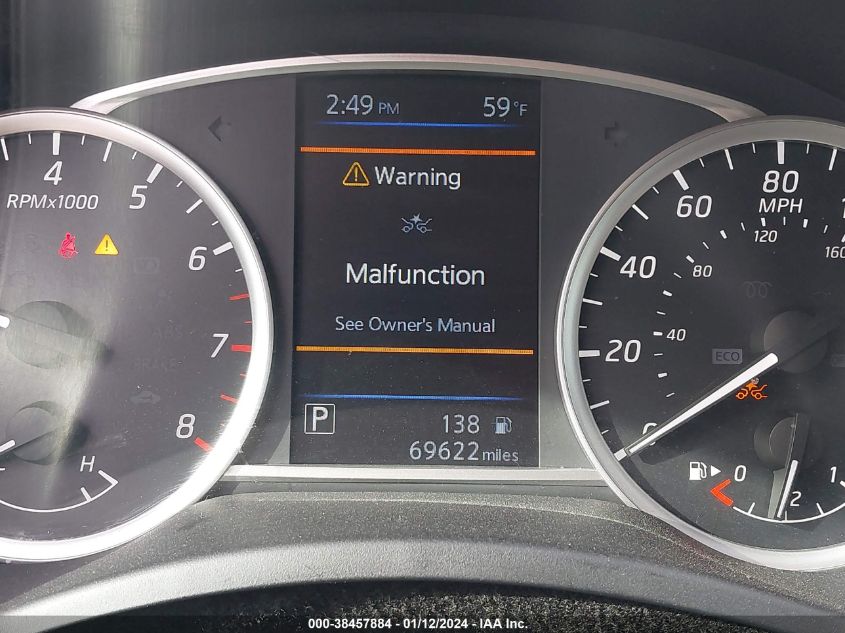 2:49 PM 59°F
Warning
Malfunction
See Owner's Manual
P 138
69622 miles
4
5
RPMx1000
6
7
8
H
80
MPH
60
40
20
0
120
80
40
160
ECO
0 2 1
000-38457884 - 01/12/2024 - IAA Inc.